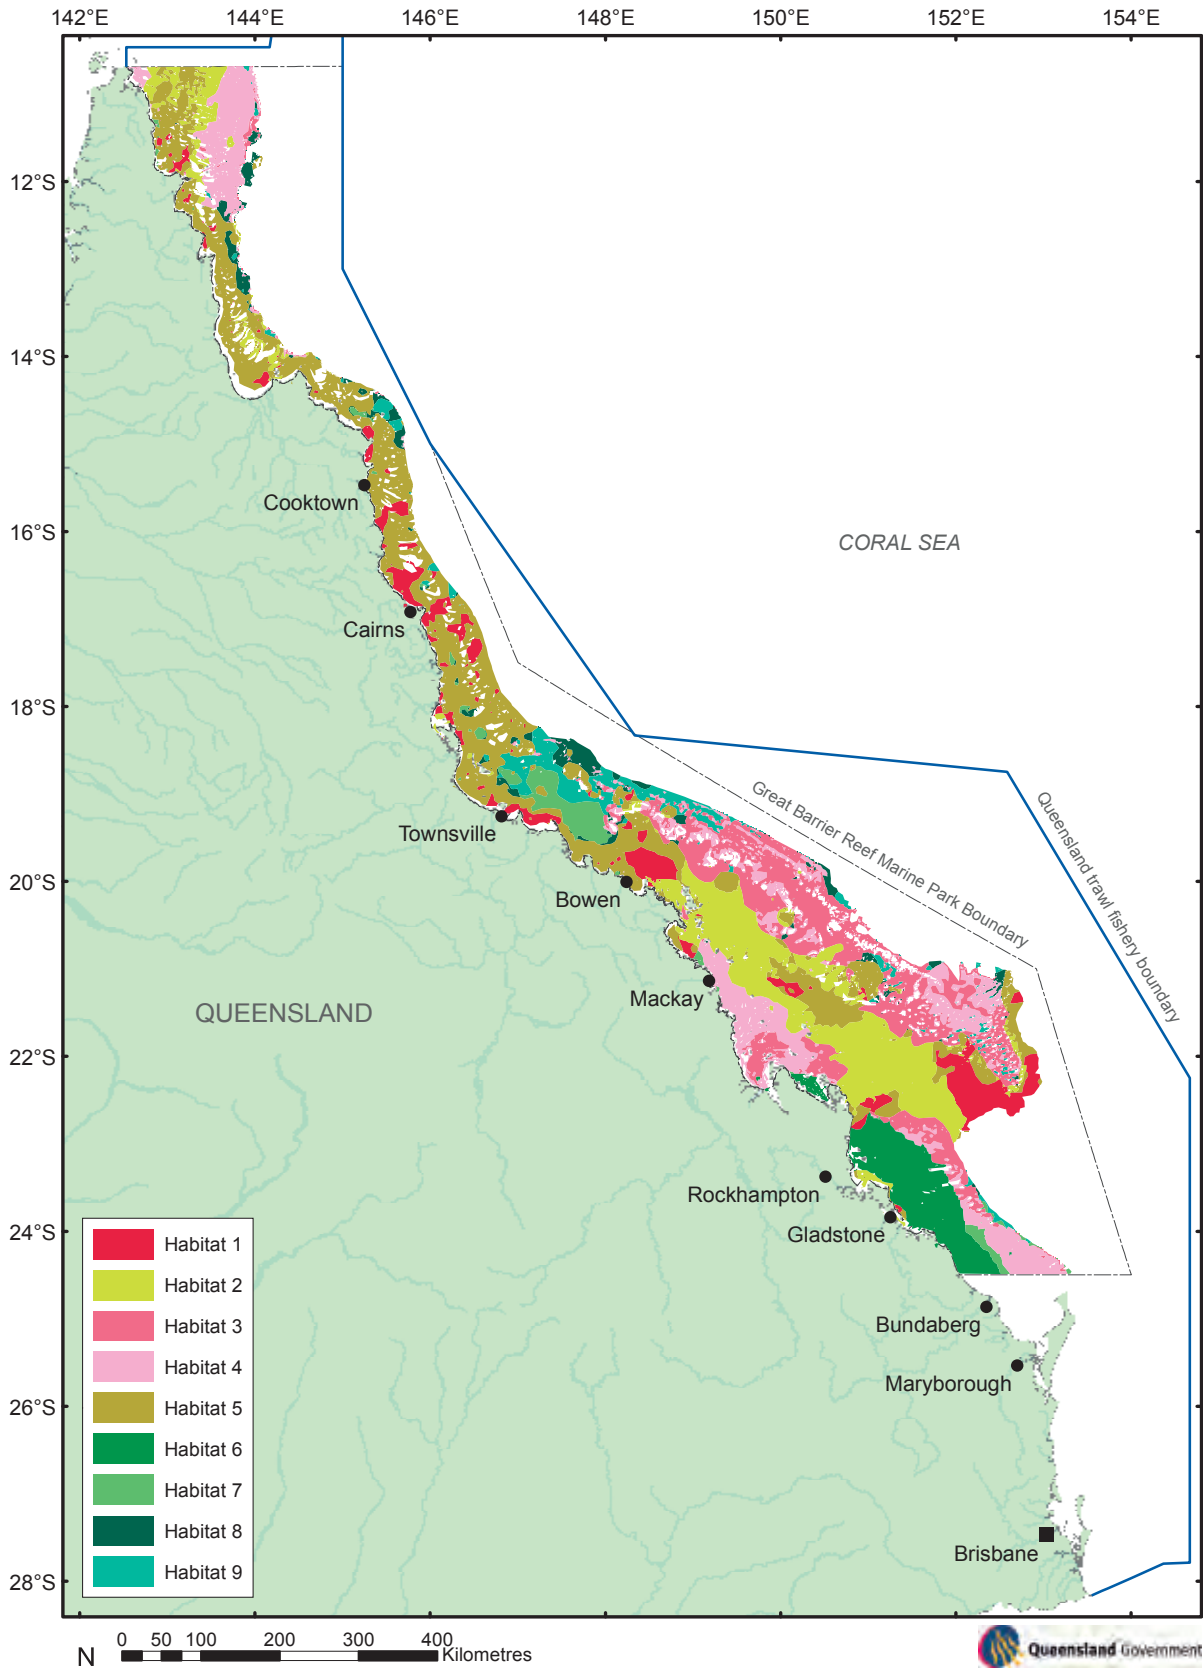 142°E 144°E 146°E 148°E 150°E 152°E 154°E
12°S
14°S
Cooktown
16°S
CORAL SEA
Cairns
18°S
Great Barrier Reef Marine Park Boundary
Queensland trawl fishery boundary
Townsville
20°S
Bowen
Mackay
QUEENSLAND
22°S
Rockhampton
Gladstone
24°S
Habitat 1
Habitat 2
Habitat 3
Habitat 4
Habitat 5
Habitat 6
Habitat 7
Habitat 8
Habitat 9
Bundaberg
Maryborough
26°S
Brisbane
28°S
N
0 50 100 200 300 400
Kilometres
Queensland Government